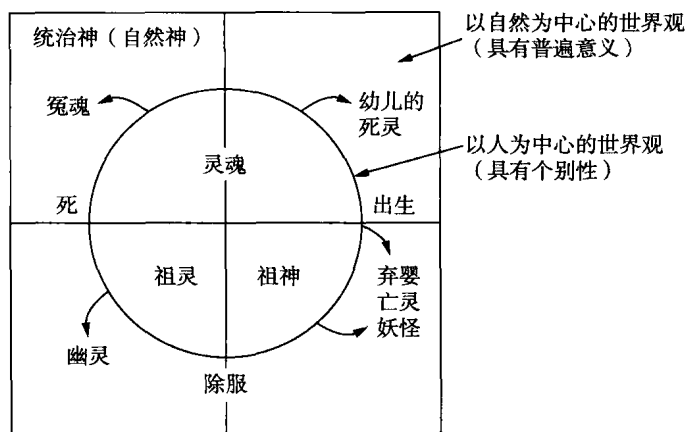 统治神（自然神）
以自然为中心的世界观
（具有普遍意义）
冤魂
幼儿的
死灵
以人为中心的世界观
（具有个别性）
灵魂
死
出生
祖灵
祖神
弃婴
亡灵
妖怪
幽灵
除服